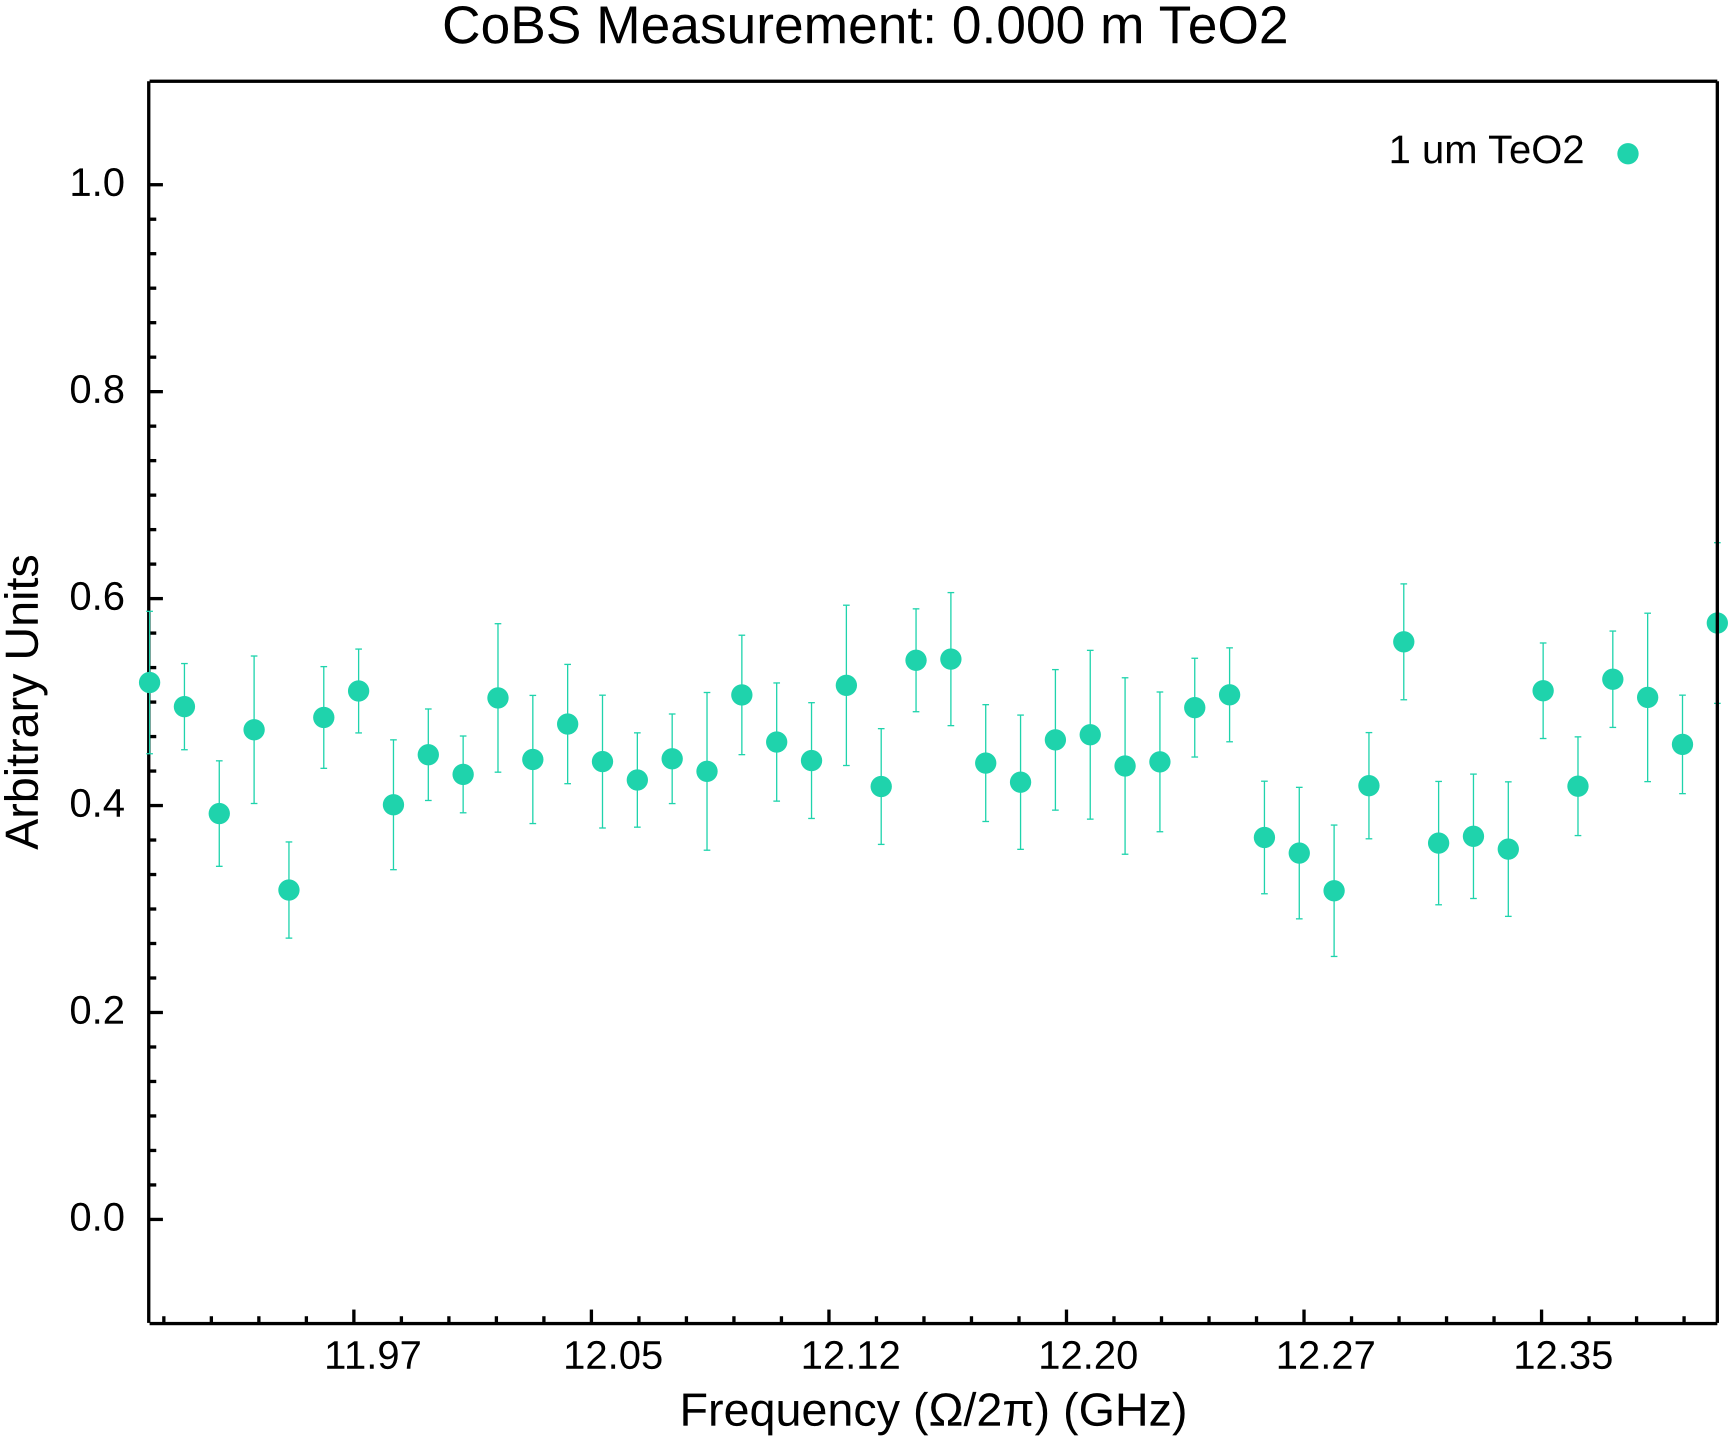 CoBS Measurement: 0.000 m TeO2
1 um TeO2
1.0
0.8
0.6
0.4
0.2
0.0
Arbitrary Units
11.97 12.05 12.12 12.20 12.27 12.35
Frequency (Ω/2π) (GHz)